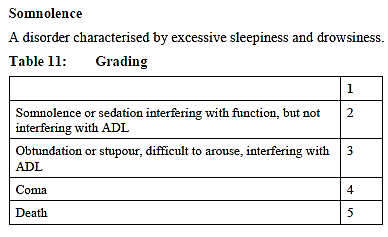 Somnolence
A disorder characterised by excessive sleepiness and drowsiness.
Table 11: Grading
1
Somnolence or sedation interfering with function, but not 2
interfering with ADL
Obtundation or stupour, difficult to arouse, interfering with 3
ADL
Coma 4
Death 5